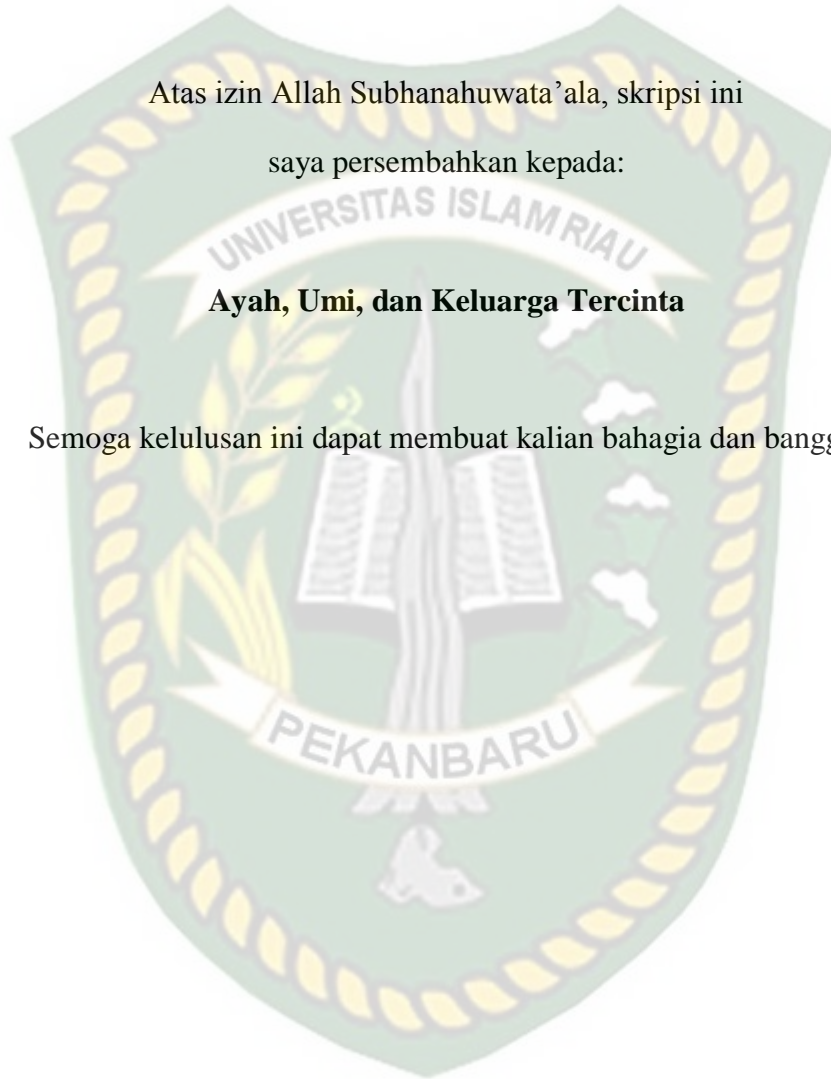 Atas izin Allah Subhanahuwata’ala, skripsi ini
saya persembahkan kepada:
UNIVERSITAS ISLAM RIAU
Ayah, Umi, dan Keluarga Tercinta
Semoga kelulusan ini dapat membuat kalian bahagia dan
PEKANBARU